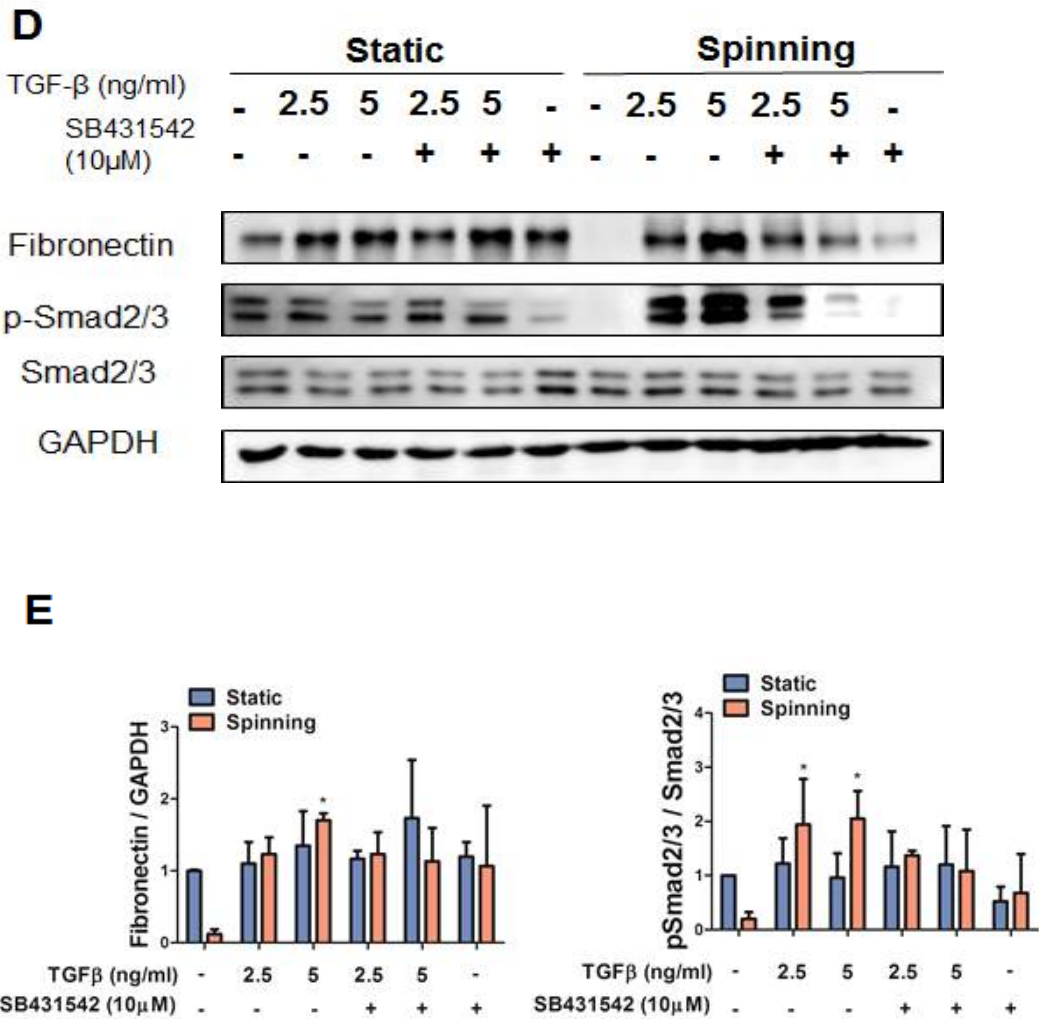 D
Static Spinning
TGF-β (ng/ml) - 2.5 5 2.5 5 - - 2.5 5 2.5 5 -
SB431542
(10µM) - - - + + + - - - + + +
Fibronectin
p-Smad2/3
Smad2/3
GAPDH
E
Static
Spinning
Fibronectin / GAPDH
3
2
1
0
*
TGFβ (ng/ml) - 2.5 5 2.5 5 -
SB431542 (10µM) - - - + + +
Static
Spinning
pSmad2/3 / Smad2/3
4
3
2
1
0
* *
TGFβ (ng/ml) - 2.5 5 2.5 5 -
SB431542 (10µM) - - - + + +